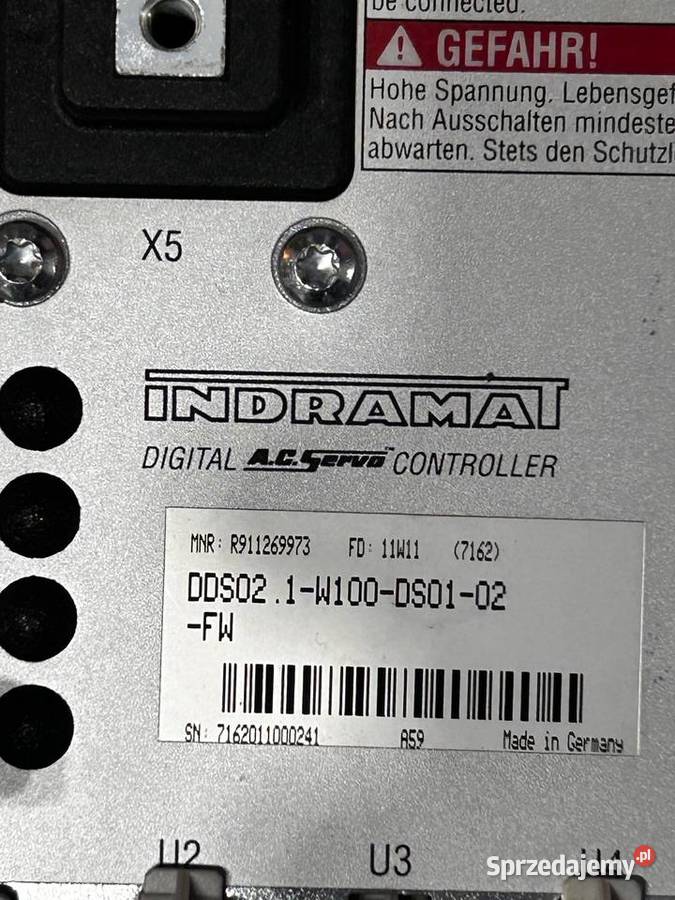 be connected.
GEFAHR!
Hohe Spannung. Lebensgef
Nach Ausschalten mindeste
abwarten. Stets den Schutzl
X5
INDRAMAT
DIGITAL A.C. Servo™ CONTROLLER
MNR: R911269973 FD: 11W11 (7162)
DDS02.1-W100-DS01-02
-FW
SN: 7162011000241 A59 Made in Germany
U2 U3 U4
Sprzedajemy.pl